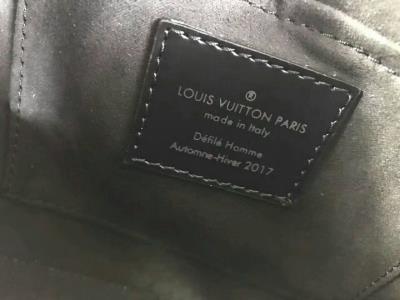 ®
LOUIS VUITTON PARIS
made in Italy
Défilé Homme
Automne-Hiver 2017